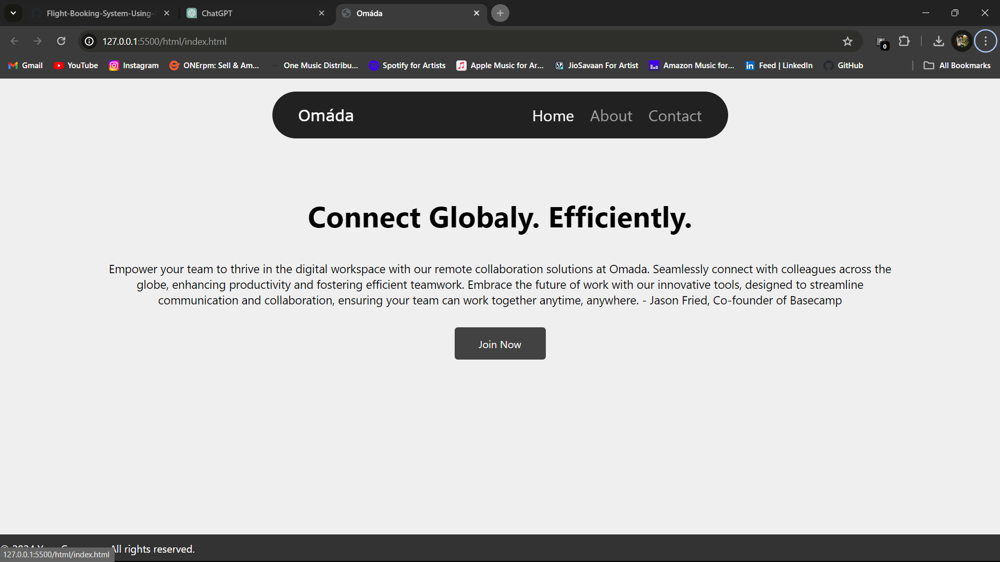 Flight-Booking-System-Using-
ChatGPT
Omáda
127.0.0.1:5500/html/index.html
0
Gmail
YouTube
Instagram
ONErpm: Sell & Am...
One Music Distribu...
Spotify for Artists
Apple Music for Ar...
JioSavaan For Artist
Amazon Music for...
Feed | LinkedIn
GitHub
All Bookmarks
Omáda
Home About Contact
Connect Globaly. Efficiently.
Empower your team to thrive in the digital workspace with our remote collaboration solutions at Omada. Seamlessly connect with colleagues across the
globe, enhancing productivity and fostering efficient teamwork. Embrace the future of work with our innovative tools, designed to streamline
communication and collaboration, ensuring your team can work together anytime, anywhere. - Jason Fried, Co-founder of Basecamp
Join Now
All rights reserved.
127.0.0.1:5500/html/index.html